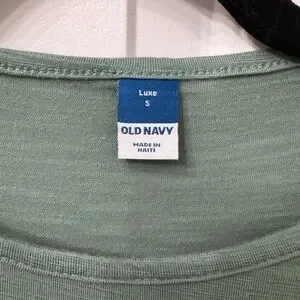 Luxe
S
OLD NAVY
MADE IN
HAITI